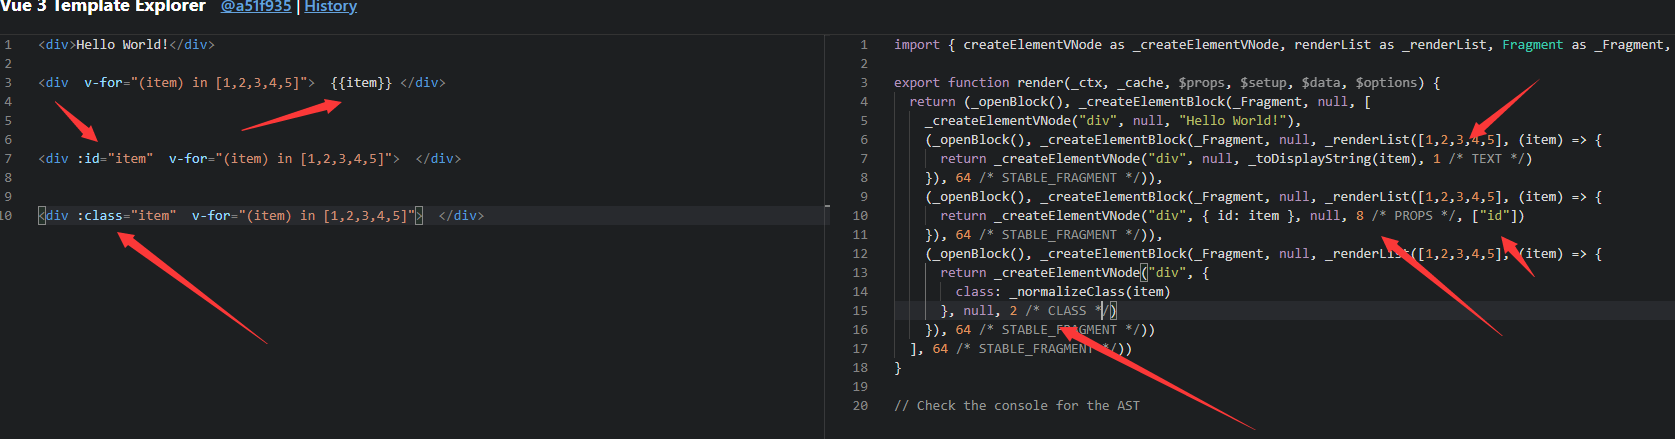 Vue 3 Template Explorer @a51f935 | History
1 <div>Hello World!</div>
2
3 <div  v-for="(item) in [1,2,3,4,5]">  {{item}} </div>
4
5
6
7 <div :id="item"  v-for="(item) in [1,2,3,4,5]">  </div>
8
9
10 <div :class="item"  v-for="(item) in [1,2,3,4,5]">  </div>
1 import { createElementVNode as _createElementVNode, renderList as _renderList, Fragment as _Fragment,
2
3 export function render(_ctx, _cache, $props, $setup, $data, $options) {
4   return (_openBlock(), _createElementBlock(_Fragment, null, [
5     _createElementVNode("div", null, "Hello World!"),
6     (_openBlock(), _createElementBlock(_Fragment, null, _renderList([1,2,3,4,5], (item) => {
7       return _createElementVNode("div", null, _toDisplayString(item), 1 /* TEXT */)
8     }), 64 /* STABLE_FRAGMENT */)),
9     (_openBlock(), _createElementBlock(_Fragment, null, _renderList([1,2,3,4,5], (item) => {
10       return _createElementVNode("div", { id: item }, null, 8 /* PROPS */, ["id"])
11     }), 64 /* STABLE_FRAGMENT */)),
12     (_openBlock(), _createElementBlock(_Fragment, null, _renderList([1,2,3,4,5], (item) => {
13       return _createElementVNode("div", {
14         class: _normalizeClass(item)
15       }, null, 2 /* CLASS */)
16     }), 64 /* STABLE_FRAGMENT */))
17   ], 64 /* STABLE_FRAGMENT */))
18 }
19
20 // Check the console for the AST